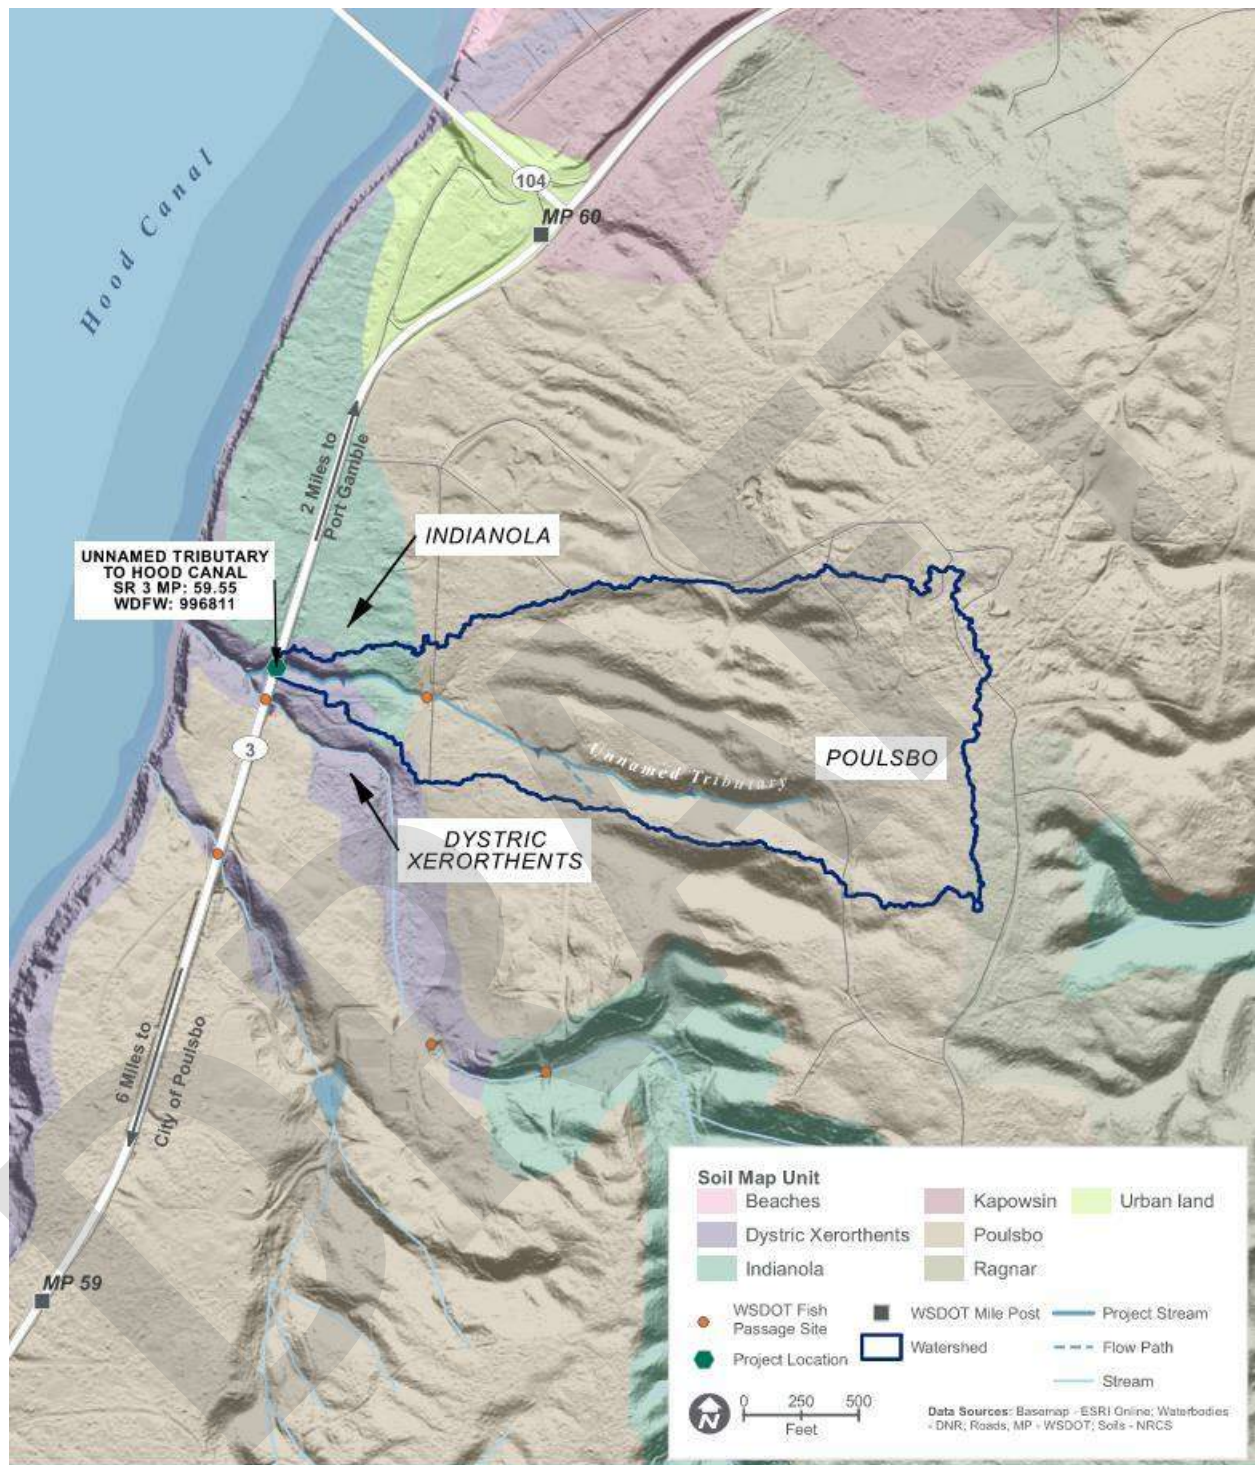 Hood Canal
104
MP 60
2 Miles to
Port Gamble
INDIANOLA
UNNAMED TRIBUTARY
TO HOOD CANAL
SR 3 MP: 59.55
WDFW: 996811
3
Unnamed Tributary
POULSBO
DYSTRIC
XERORTHENTS
6 Miles to
City of Poulsbo
MP 59
DRAFT
Soil Map Unit
Beaches
Dystric Xerorthents
Indianola
Kapowsin
Poulsbo
Ragnar
Urban land
WSDOT Fish
Passage Site
Project Location
WSDOT Mile Post
Watershed
Project Stream
Flow Path
Stream
N
0 250 500
Feet
Data Sources: Basemap - ESRI Online; Waterbodies
- DNR; Roads, MP - WSDOT; Soils - NRCS